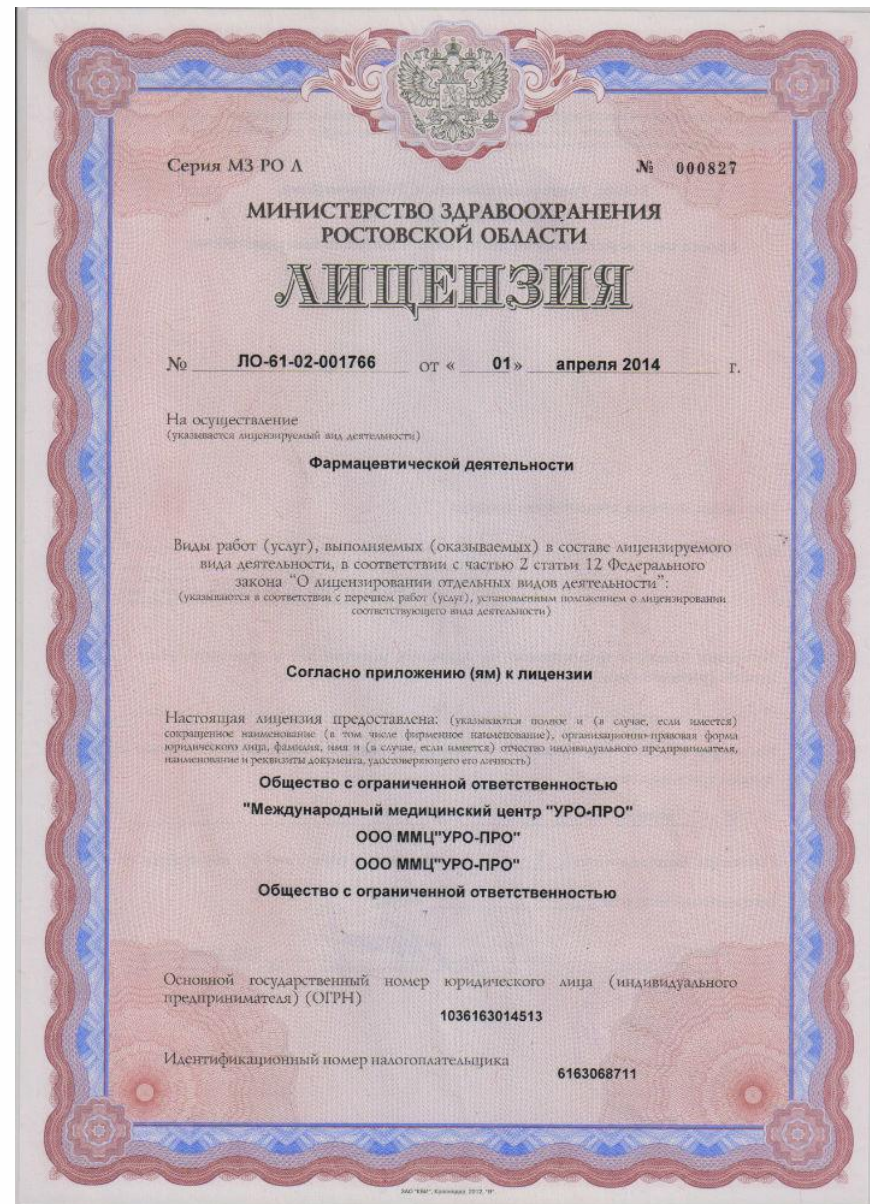 Серия МЗ РО Л № 000827
МИНИСТЕРСТВО ЗДРАВООХРАНЕНИЯ
РОСТОВСКОЙ ОБЛАСТИ
ЛИЦЕНЗИЯ
№ ЛО-61-02-001766 от « 01 » апреля 2014 г.
На осуществление
(указывается лицензируемый вид деятельности)
Фармацевтической деятельности
Виды работ (услуг), выполняемых (оказываемых) в составе лицензируемого
вида деятельности, в соответствии с частью 2 статьи 12 Федерального
закона "О лицензировании отдельных видов деятельности":
(указываются в соответствии с перечнем работ (услуг), установленным положением о лицензировании
соответствующего вида деятельности)
Согласно приложению (ям) к лицензии
Настоящая лицензия предоставлена: (указываются полное и (в случае, если имеется)
сокращенное наименование (в том числе фирменное наименование), организационно-правовая форма
юридического лица, фамилия, имя и (в случае, если имеется) отчество индивидуального предпринимателя,
наименование и реквизиты документа, удостоверяющего его личность)
Общество с ограниченной ответственностью
"Международный медицинский центр "УРО-ПРО"
ООО ММЦ"УРО-ПРО"
ООО ММЦ"УРО-ПРО"
Общество с ограниченной ответственностью
Основной государственный номер юридического лица (индивидуального
предпринимателя) (ОГРН)
1036163014513
Идентификационный номер налогоплательщика
6163068711